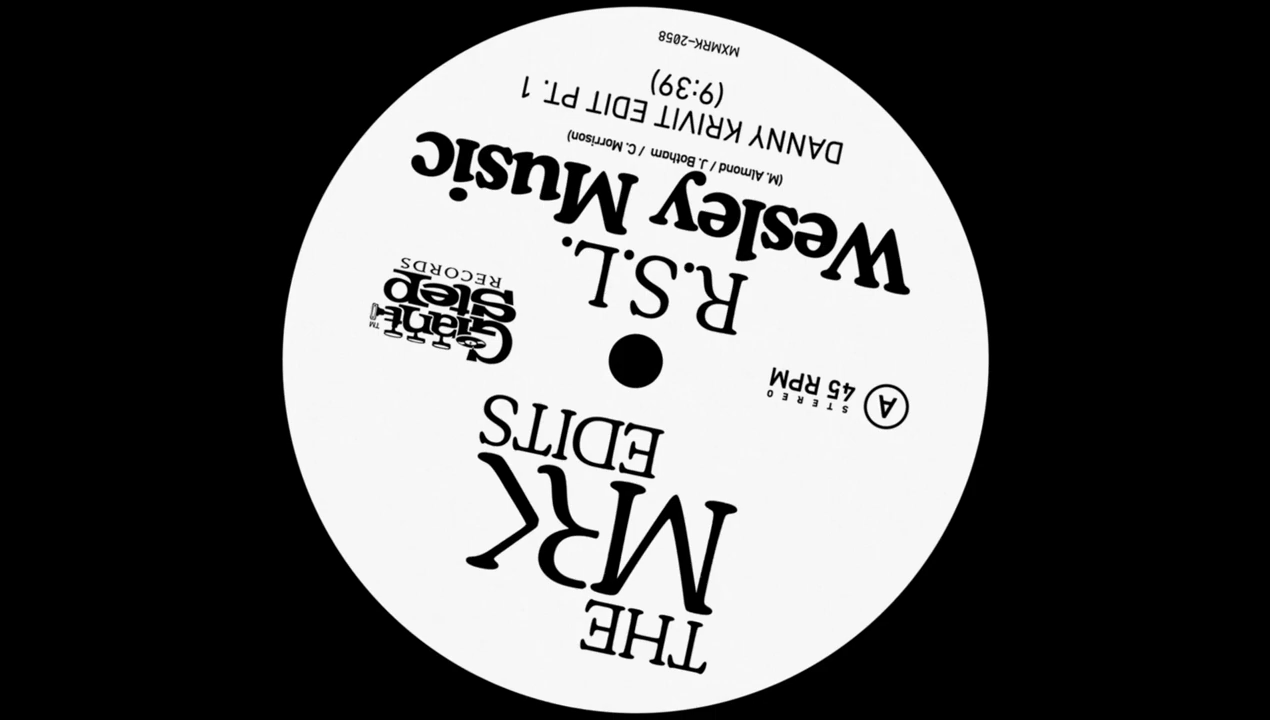 THE
MRK
EDITS
A
STEREO
45 RPM
Giant
Step
TM
RECORDS
R.S.L.
Wesley Music
(M. Almond / J. Botham / C. Morrison)
DANNY KRIVIT EDIT PT. 1
(9:39)
MXMRK-2058